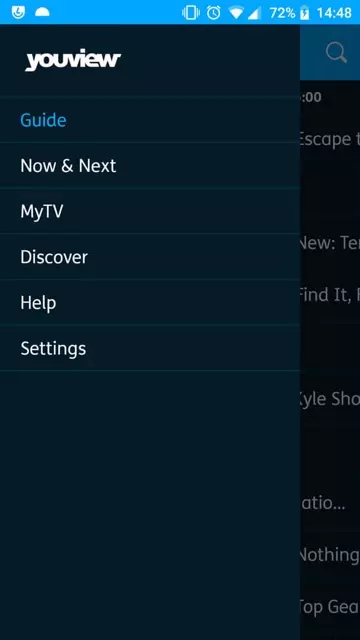 72% 14:48
youview
:00
Guide
Escape t
Now & Next
MyTV
New: Te
Discover
Find It, F
Help
Settings
Kyle Sho
atio...
Nothing
Top Gea